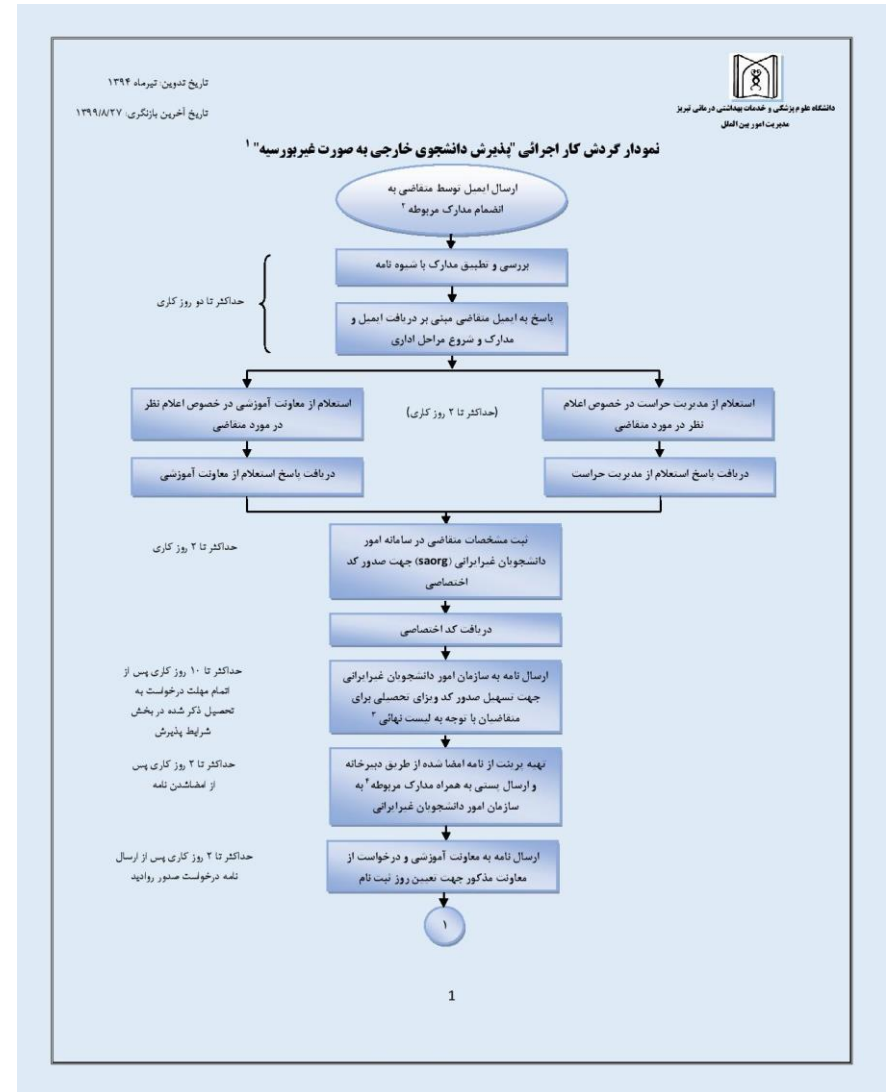 دانشگاه علوم پزشکی و خدمات بهداشتی درمانی تبریز
مدیریت امور بین الملل
تاریخ تدوین: تیرماه ۱۳۹۴
تاریخ آخرین بازنگری: ۱۳۹۹/۸/۲۷
نمودار گردش کار اجرائی "پذیرش دانشجوی خارجی به صورت غیربورسیه" ۱
ارسال ایمیل توسط متقاضی به
انضمام مدارک مربوطه ۲
بررسی و تطبیق مدارک با شیوه نامه
پاسخ به ایمیل متقاضی مبنی بر دریافت ایمیل و
مدارک و شروع مراحل اداری
حداکثر تا دو روز کاری
استعلام از مدیریت حراست در خصوص اعلام
نظر در مورد متقاضی
(حداکثر تا ۲ روز کاری)
استعلام از معاونت آموزشی در خصوص اعلام نظر
در مورد متقاضی
دریافت پاسخ استعلام از مدیریت حراست
دریافت پاسخ استعلام از معاونت آموزشی
ثبت مشخصات متقاضی در سامانه امور
دانشجویان غیرایرانی (saorg) جهت صدور کد
اختصاصی
حداکثر تا ۲ روز کاری
دریافت کد اختصاصی
ارسال نامه به سازمان امور دانشجویان غیرایرانی
جهت تسهیل صدور کد ویزای تحصیلی برای
متقاضیان با توجه به لیست نهائی ۳
حداکثر تا ۱۰ روز کاری پس از
اتمام مهلت درخواست به
تحصیل ذکر شده در بخش
شرایط پذیرش
تهیه پرینت از نامه امضا شده از طریق دبیرخانه
و ارسال پستی به همراه مدارک مربوطه ۴ به
سازمان امور دانشجویان غیرایرانی
حداکثر تا ۲ روز کاری پس
از امضاشدن نامه
ارسال نامه به معاونت آموزشی و درخواست از
معاونت مذکور جهت تعیین روز ثبت نام
حداکثر تا ۲ روز کاری پس از ارسال
نامه درخواست صدور روادید
۱
1